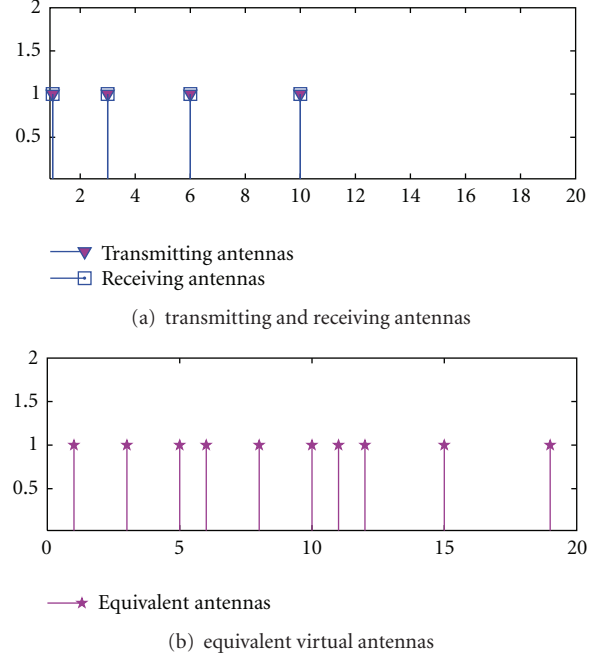 2
1.5
1
0.5
2 4 6 8 10 12 14 16 18 20
Transmitting antennas
Receiving antennas
(a) transmitting and receiving antennas
2
1.5
1
0.5
0 5 10 15 20
Equivalent antennas
(b) equivalent virtual antennas